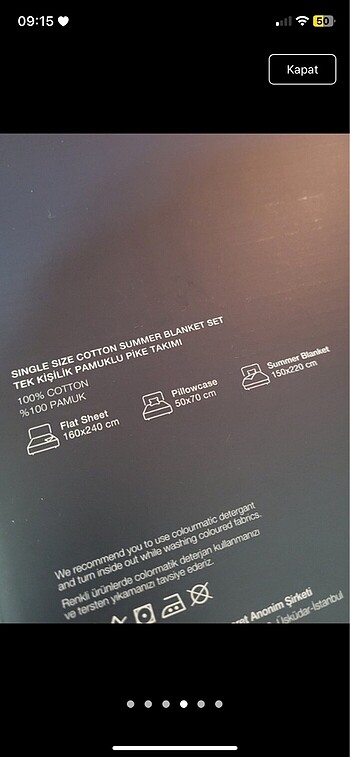 09:15
50
Kapat
SINGLE SIZE COTTON SUMMER BLANKET SET
TEK KİŞİLİK PAMUKLU PİKE TAKIMI
100% COTTON
%100 PAMUK
Flat Sheet
160x240 cm
Pillowcase
50x70 cm
Summer Blanket
150x220 cm
We recommend you to use colourmatic detergant
and turn inside out while washing coloured fabrics.
Renkli ürünlerde colormatik deterjan kullanmanızı
ve tersten yıkamanızı tavsiye ederiz.
ret Anonim Şirketi
Üsküdar-İstanbul